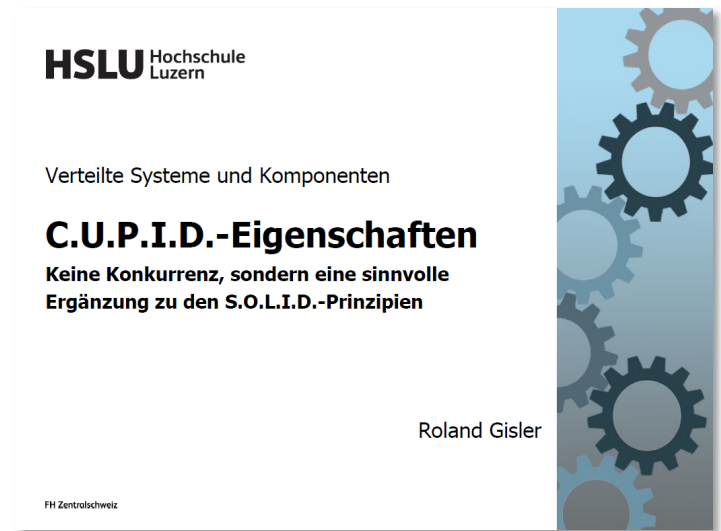 HSLU Hochschule
Luzern
Verteilte Systeme und Komponenten
C.U.P.I.D.-Eigenschaften
Keine Konkurrenz, sondern eine sinnvolle
Ergänzung zu den S.O.L.I.D.-Prinzipien
Roland Gisler
FH Zentralschweiz